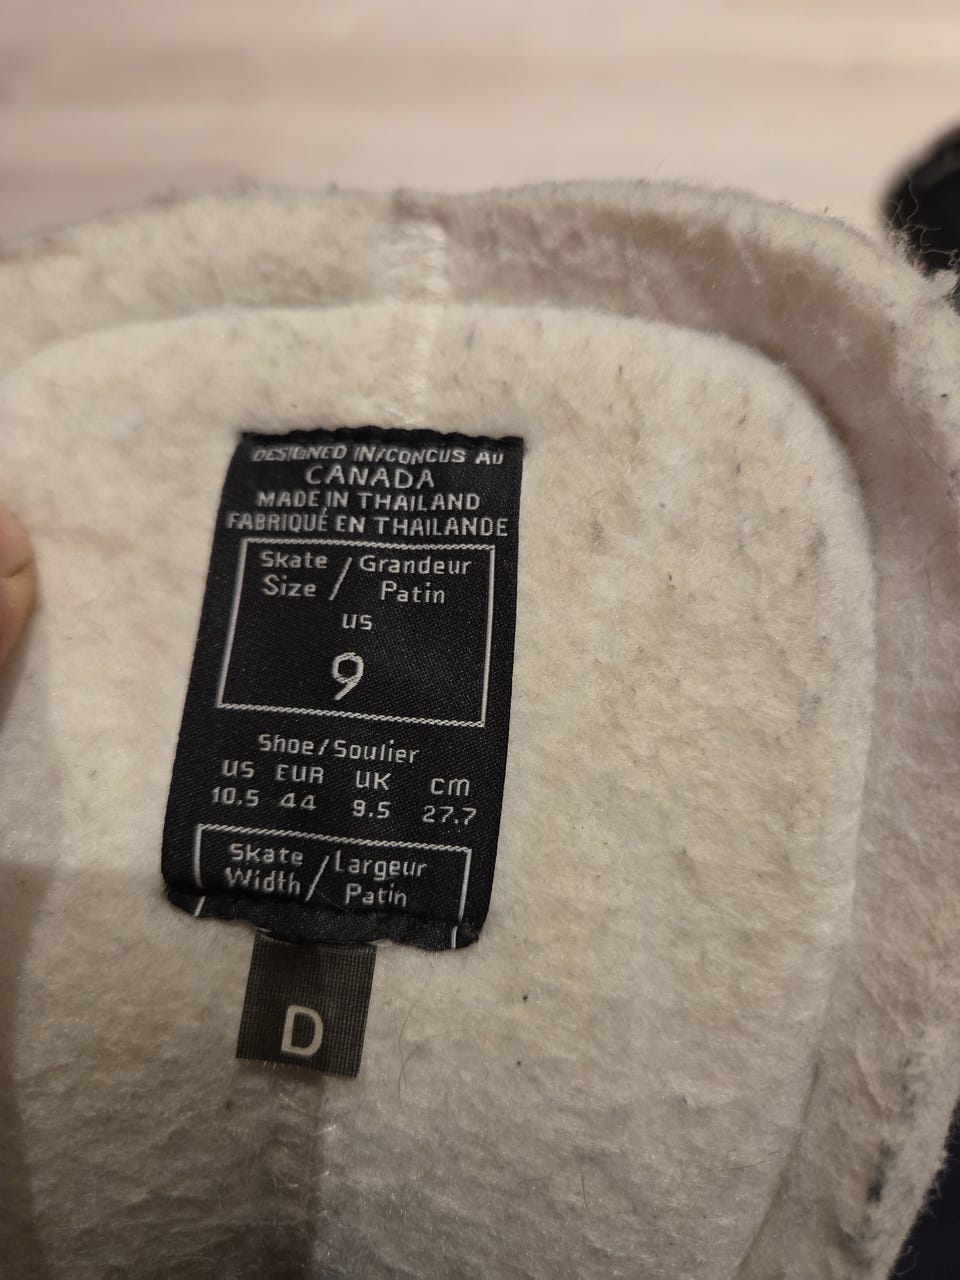 DESIGNED IN/CONCUS AU
CANADA
MADE IN THAILAND
FABRIQUÉ EN THAILANDE
Skate / Grandeur
Size / Patin
us
9
Shoe/Soulier
US EUR UK cm
10.5 44 9.5 27.7
Skate / Largeur
Width / Patin
D